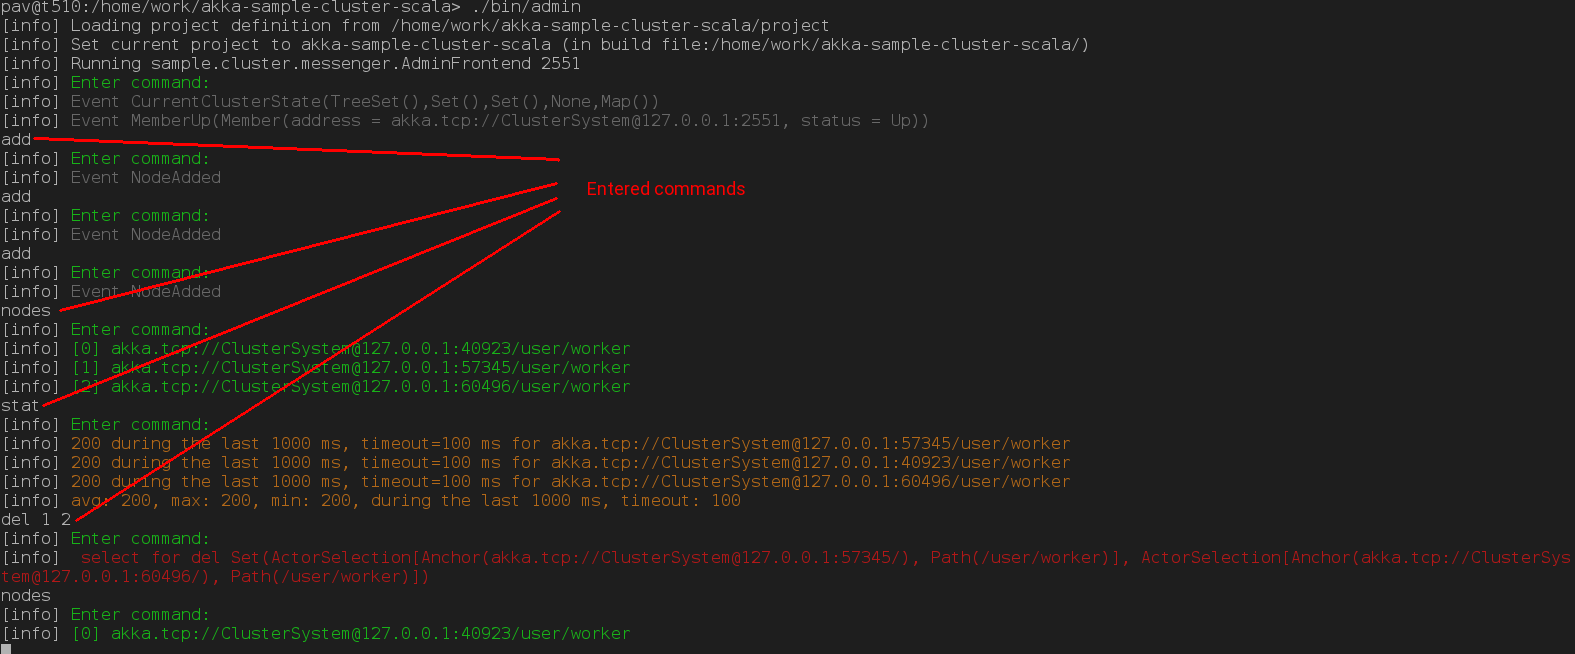 pav@t510:/home/work/akka-sample-cluster-scala> ./bin/admin
[info] Loading project definition from /home/work/akka-sample-cluster-scala/project
[info] Set current project to akka-sample-cluster-scala (in build file:/home/work/akka-sample-cluster-scala/)
[info] Running sample.cluster.messenger.AdminFrontend 2551
[info] Enter command:
[info] Event CurrentClusterState(TreeSet(),Set(),Set(),None,Map())
[info] Event MemberUp(Member(address = akka.tcp://ClusterSystem@127.0.0.1:2551, status = Up))
add
[info] Enter command:
[info] Event NodeAdded
Entered commands
add
[info] Enter command:
[info] Event NodeAdded
add
[info] Enter command:
[info] Event NodeAdded
nodes
[info] Enter command:
[info] [0] akka.tcp://ClusterSystem@127.0.0.1:40923/user/worker
[info] [1] akka.tcp://ClusterSystem@127.0.0.1:57345/user/worker
[info] [2] akka.tcp://ClusterSystem@127.0.0.1:60496/user/worker
stat
[info] Enter command:
[info] 200 during the last 1000 ms, timeout=100 ms for akka.tcp://ClusterSystem@127.0.0.1:57345/user/worker
[info] 200 during the last 1000 ms, timeout=100 ms for akka.tcp://ClusterSystem@127.0.0.1:40923/user/worker
[info] 200 during the last 1000 ms, timeout=100 ms for akka.tcp://ClusterSystem@127.0.0.1:60496/user/worker
[info] avg: 200, max: 200, min: 200, during the last 1000 ms, timeout: 100
del 1 2
[info] Enter command:
[info]  select for del Set(ActorSelection[Anchor(akka.tcp://ClusterSystem@127.0.0.1:57345/), Path(/user/worker)], ActorSelection[Anchor(akka.tcp://ClusterSys
tem@127.0.0.1:60496/), Path(/user/worker)])
nodes
[info] Enter command:
[info] [0] akka.tcp://ClusterSystem@127.0.0.1:40923/user/worker